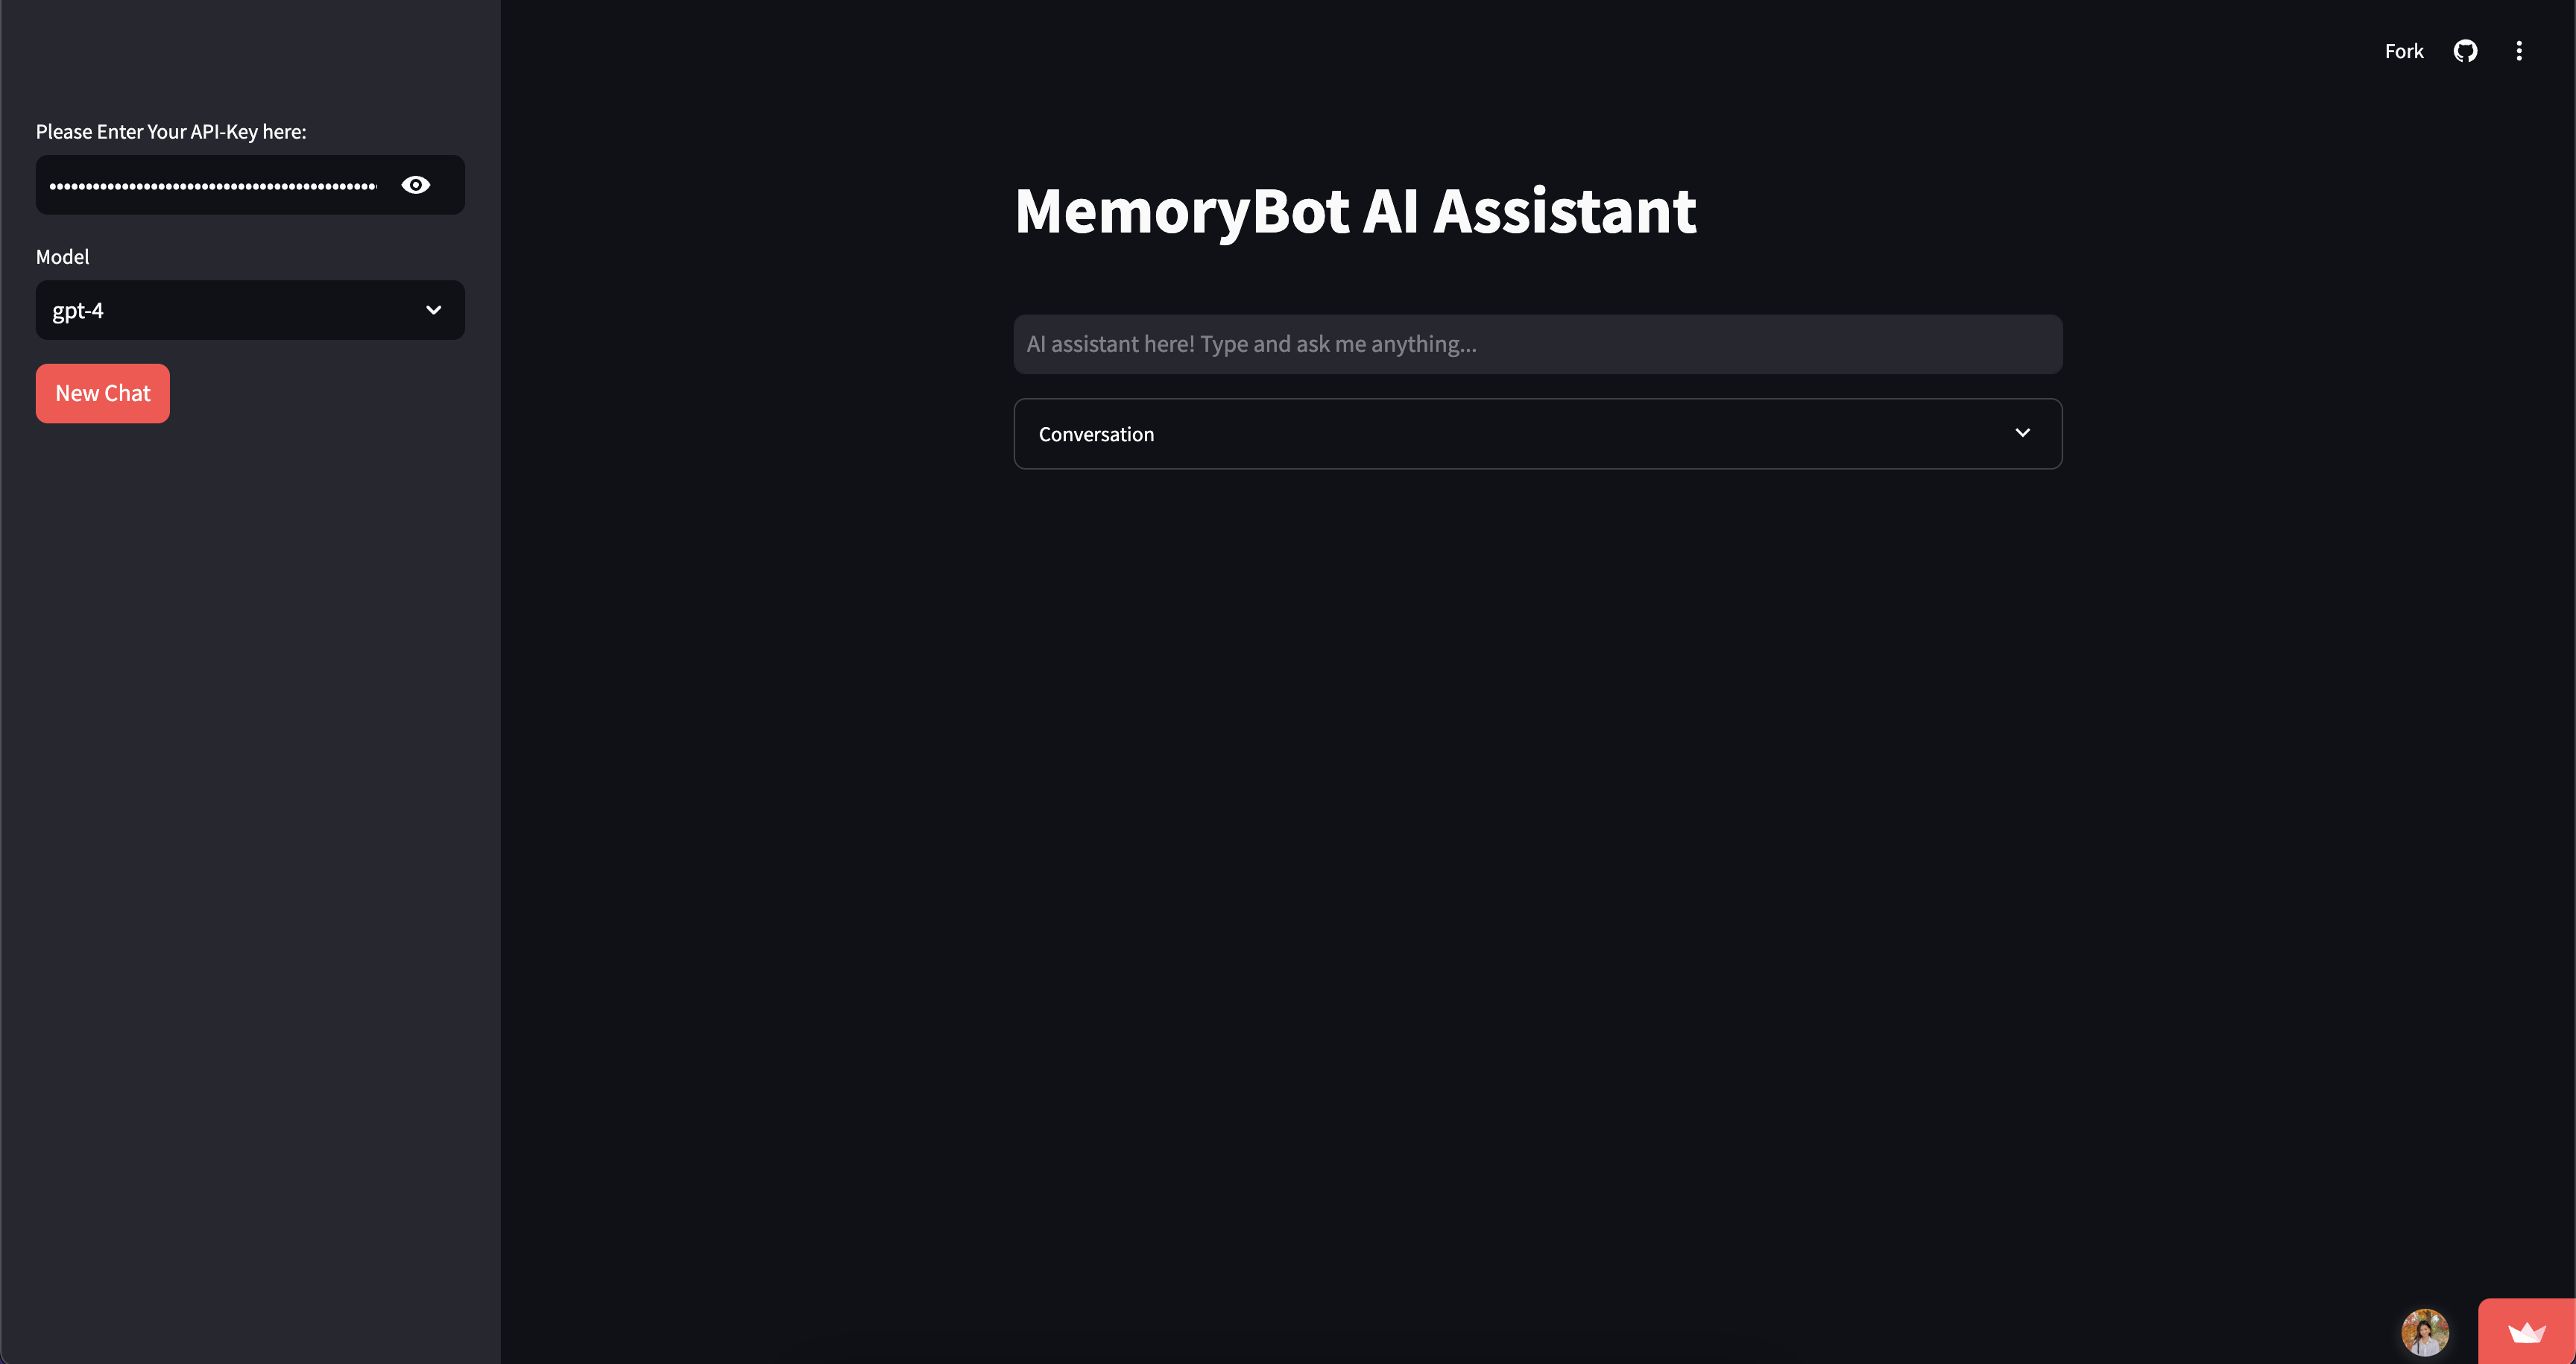 Fork
Please Enter Your API-Key here:
••••••••••••••••••••••••••••••••••••••••••••••
Model
gpt-4
New Chat
MemoryBot AI Assistant
AI assistant here! Type and ask me anything...
Conversation